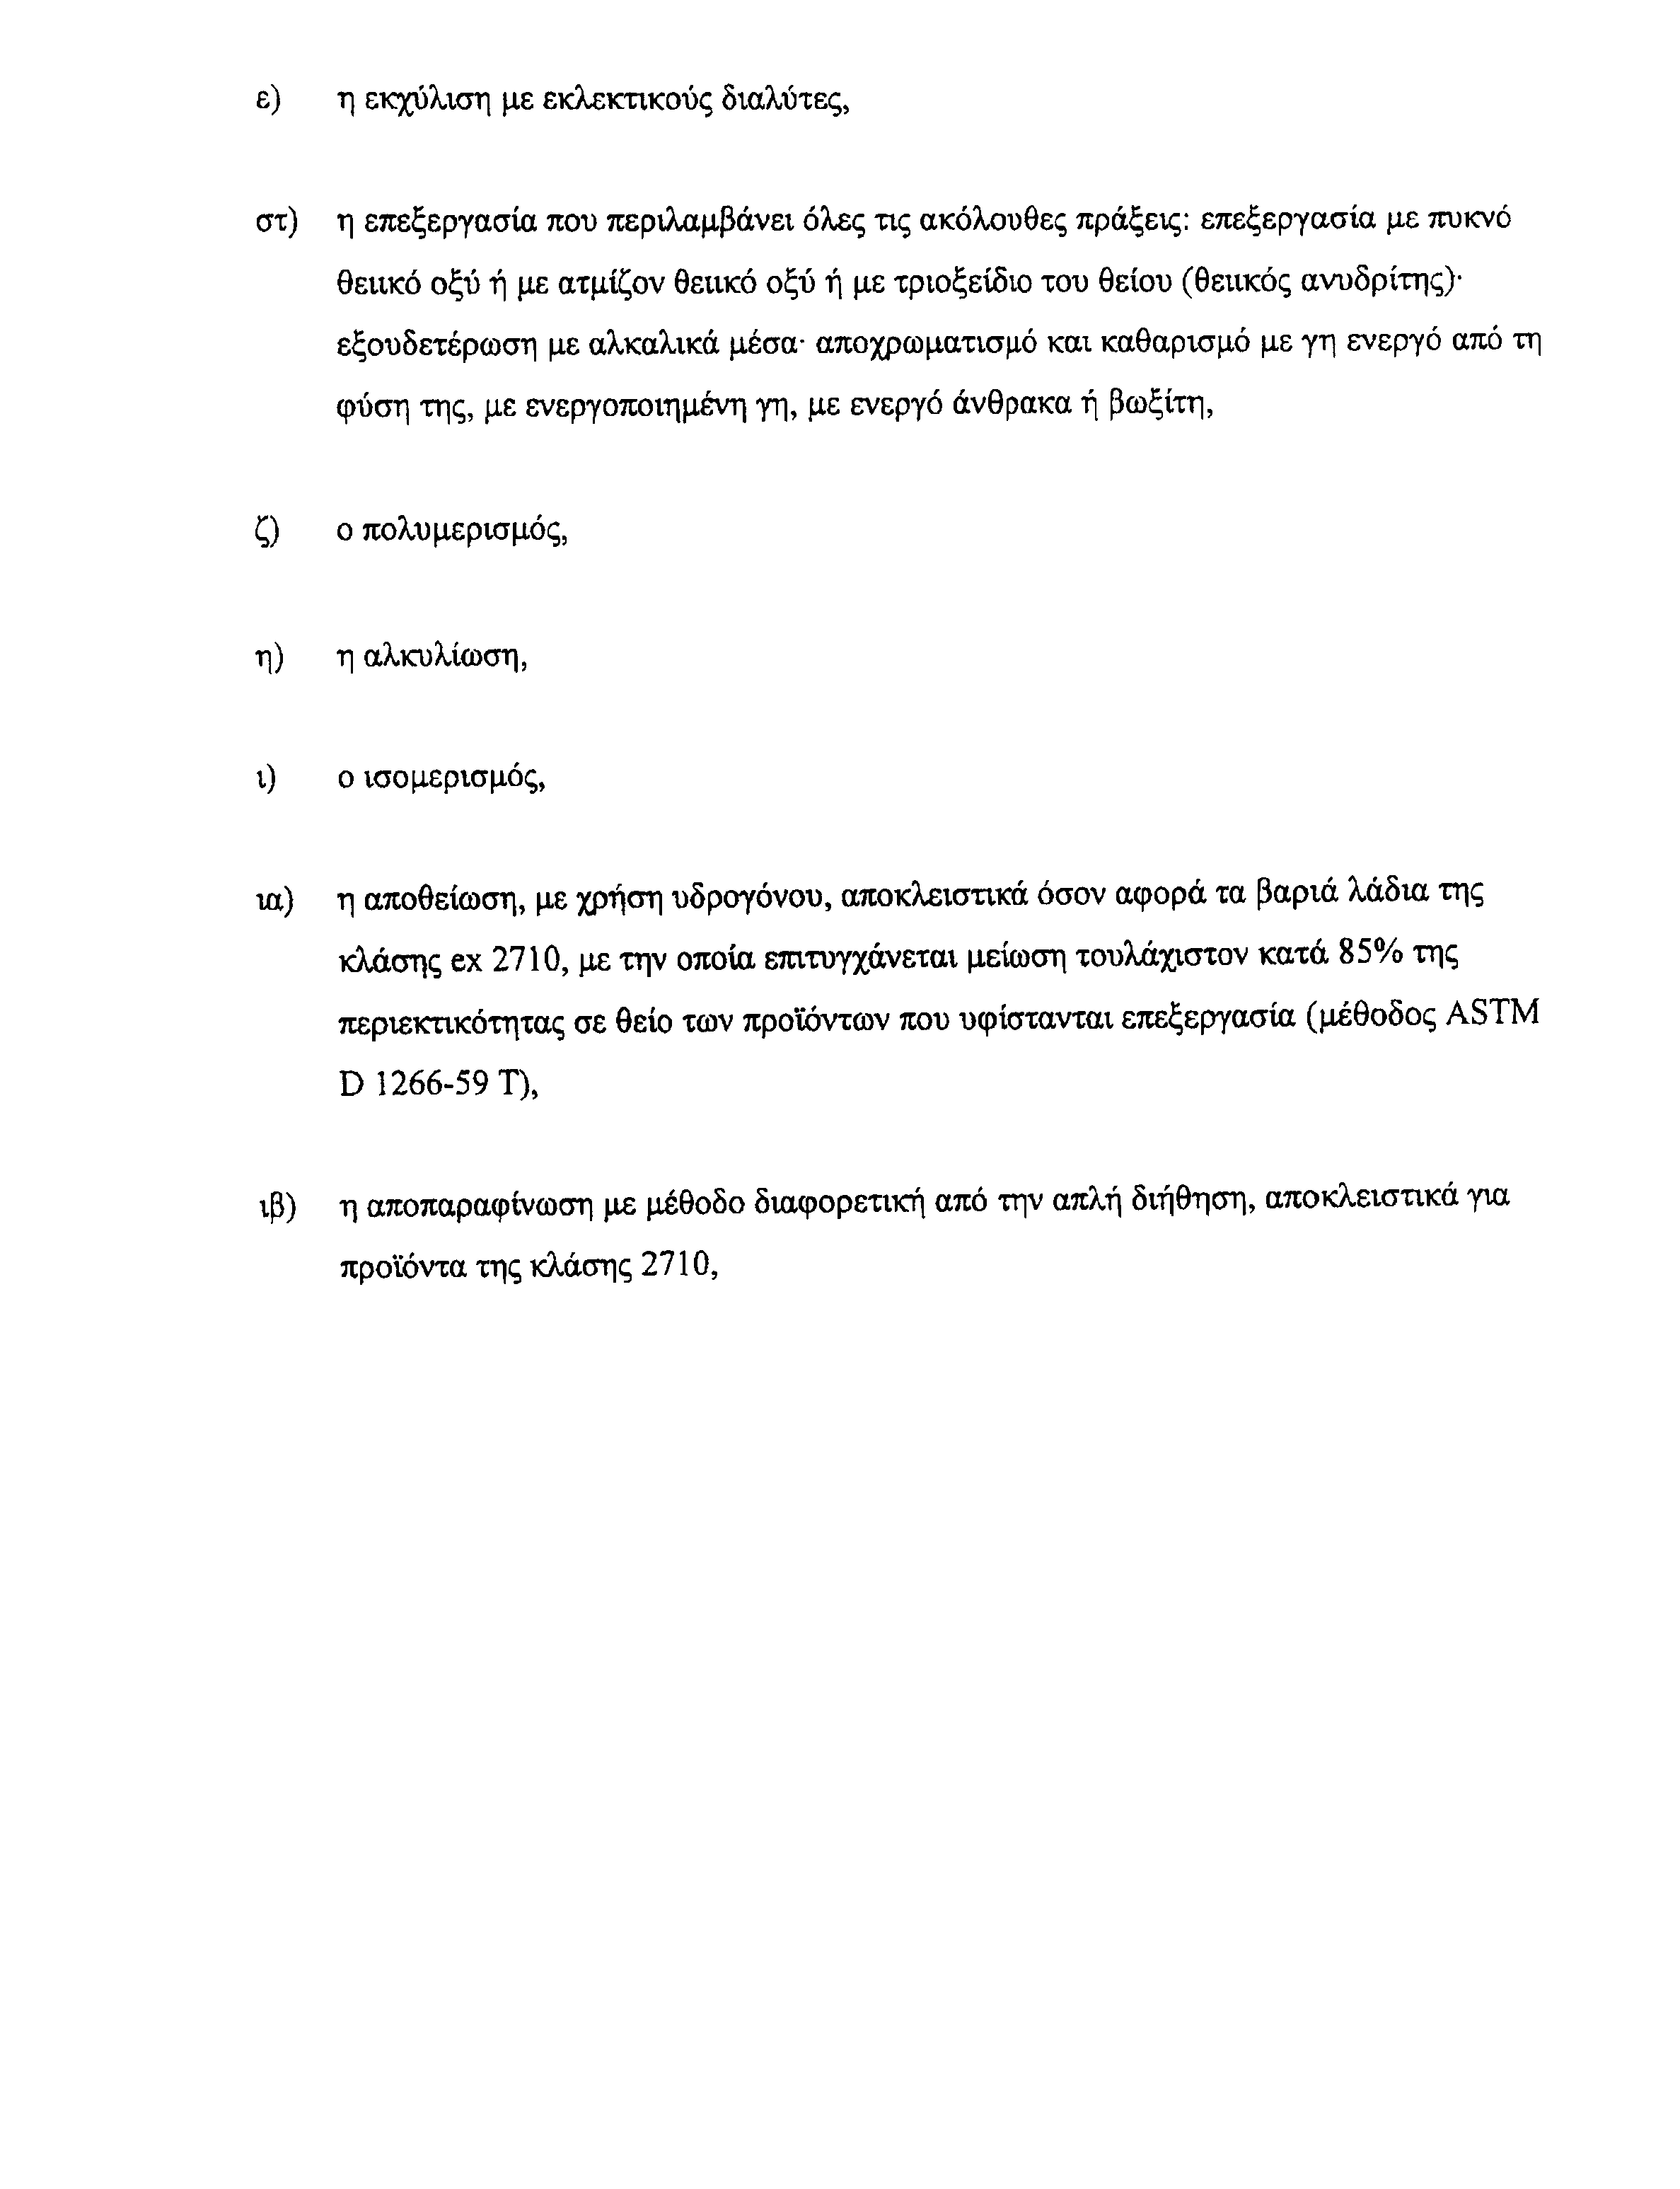 ε) η εκχύλιση με εκλεκτικούς διαλύτες,
στ) η επεξεργασία που περιλαμβάνει όλες τις ακόλουθες πράξεις: επεξεργασία με πυκνό
θειικό οξύ ή με ατμίζον θειικό οξύ ή με τριοξείδιο του θείου (θειικός ανυδρίτης)·
εξουδετέρωση με αλκαλικά μέσα· αποχρωματισμό και καθαρισμό με γη ενεργό από τη
φύση της, με ενεργοποιημένη γη, με ενεργό άνθρακα ή βωξίτη,
ζ) ο πολυμερισμός,
η) η αλκυλίωση,
ι) ο ισομερισμός,
ια) η αποθείωση, με χρήση υδρογόνου, αποκλειστικά όσον αφορά τα βαριά λάδια της
κλάσης ex 2710, με την οποία επιτυγχάνεται μείωση τουλάχιστον κατά 85% της
περιεκτικότητας σε θείο των προϊόντων που υφίστανται επεξεργασία (μέθοδος ASTM
D 1266-59 T),
ιβ) η αποπαραφίνωση με μέθοδο διαφορετική από την απλή διήθηση, αποκλειστικά για
προϊόντα της κλάσης 2710,